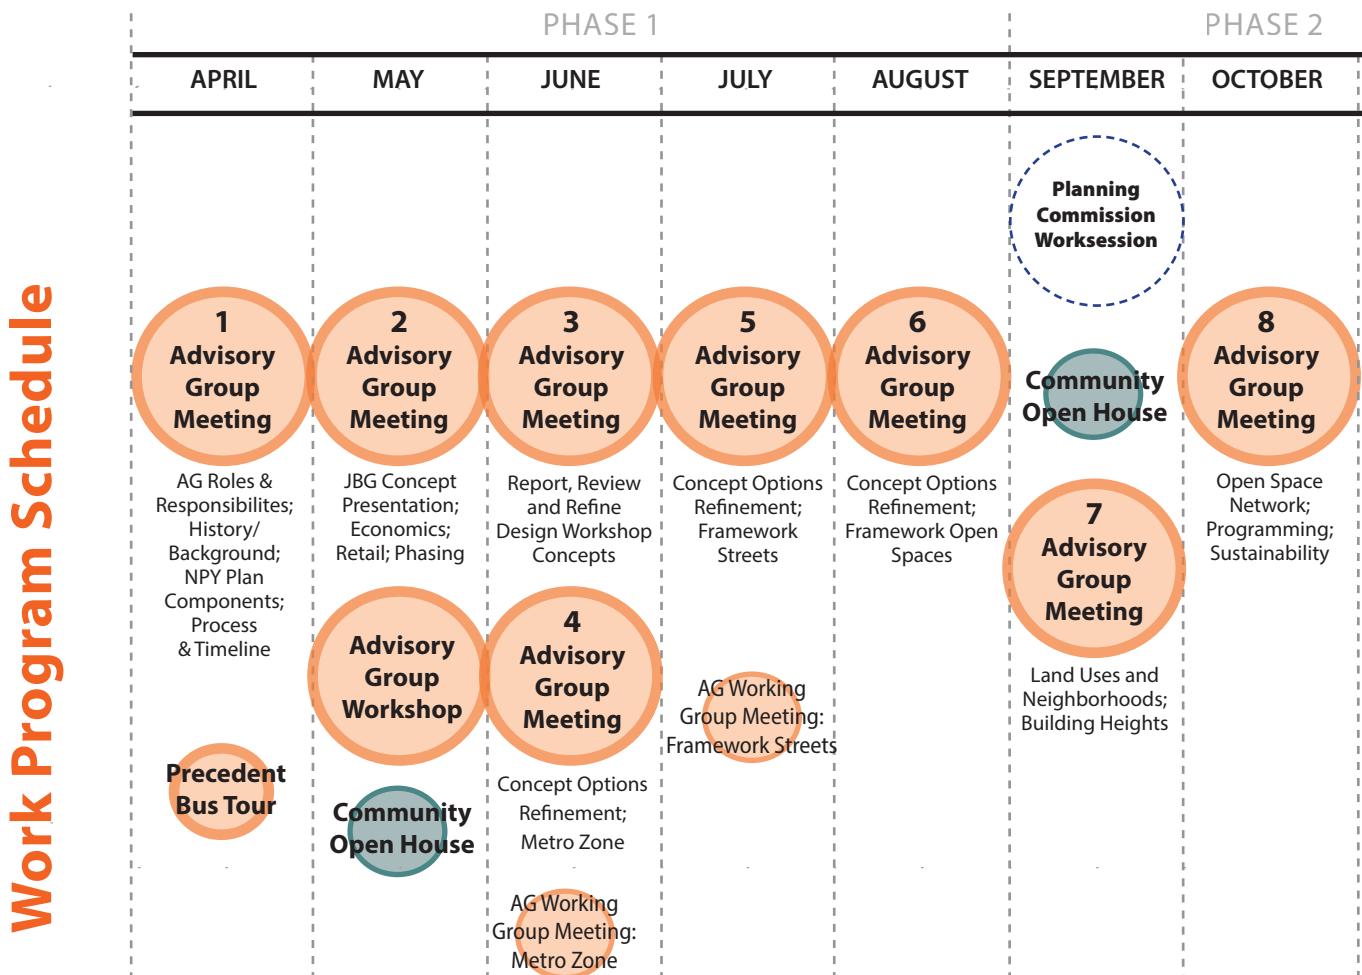 Work Program Schedule
PHASE 1
PHASE 2
APRIL
MAY
JUNE
JULY
AUGUST
SEPTEMBER
OCTOBER
1
Advisory
Group
Meeting
AG Roles &
Responsibilites;
History/
Background;
NPY Plan
Components;
Process
& Timeline
Precedent
Bus Tour
2
Advisory
Group
Meeting
JBG Concept
Presentation;
Economics;
Retail; Phasing
Advisory
Group
Workshop
Community
Open House
3
Advisory
Group
Meeting
Report, Review
and Refine
Design Workshop
Concepts
4
Advisory
Group
Meeting
Concept Options
Refinement;
Metro Zone
AG Working
Group Meeting:
Metro Zone
5
Advisory
Group
Meeting
Concept Options
Refinement;
Framework
Streets
AG Working
Group Meeting:
Framework Streets
6
Advisory
Group
Meeting
Concept Options
Refinement;
Framework Open
Spaces
Planning
Commission
Worksession
Community
Open House
7
Advisory
Group
Meeting
Land Uses and
Neighborhoods;
Building Heights
8
Advisory
Group
Meeting
Open Space
Network;
Programming;
Sustainability